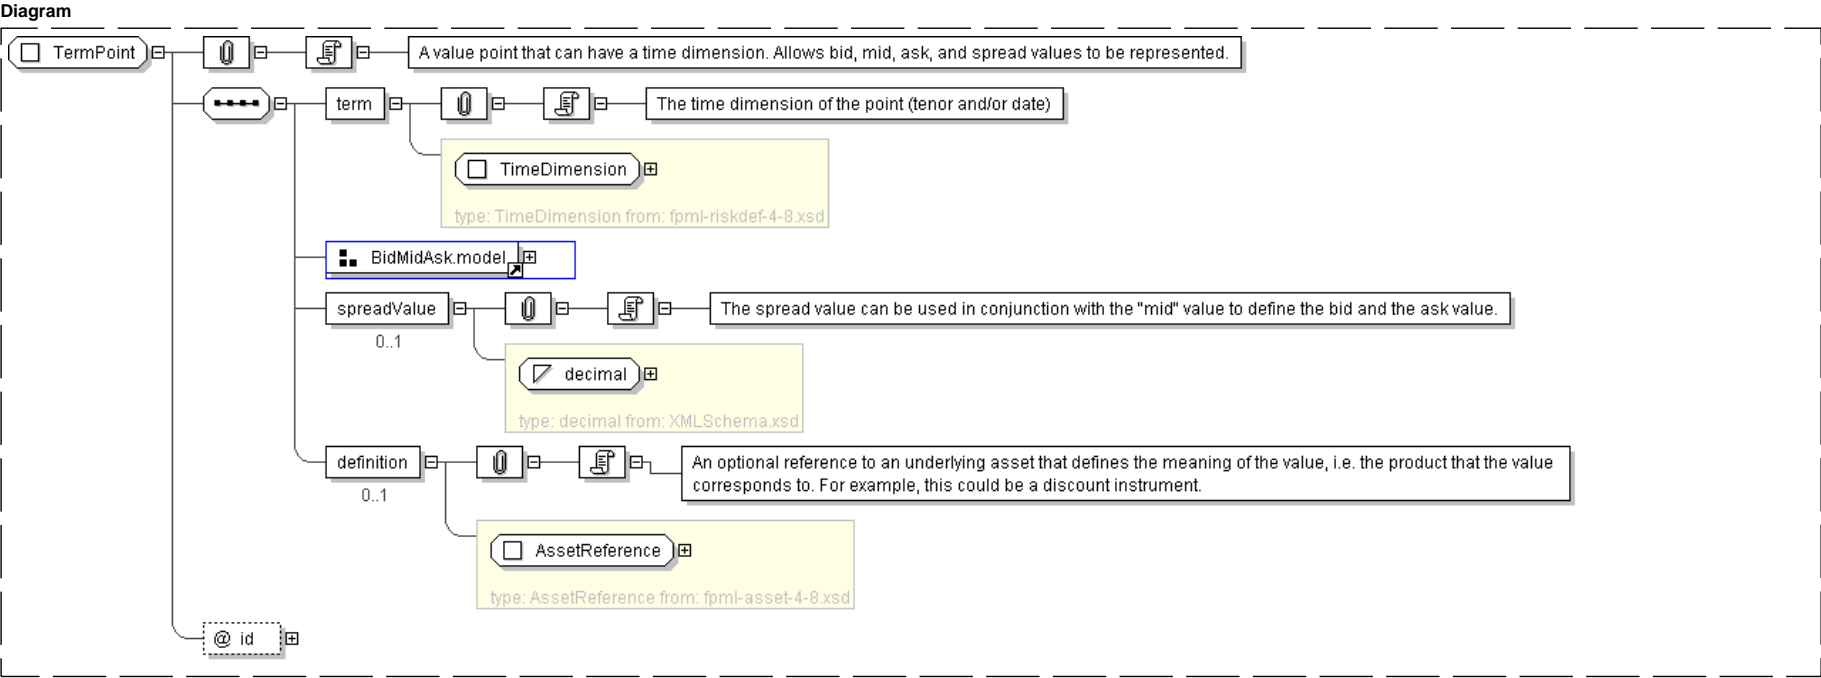 Diagram
TermPoint
A value point that can have a time dimension. Allows bid, mid, ask, and spread values to be represented.
term
The time dimension of the point (tenor and/or date)
TimeDimension
type: TimeDimension from: fpml-riskdef-4-8.xsd
BidMidAsk.model
spreadValue
The spread value can be used in conjunction with the "mid" value to define the bid and the ask value.
0..1
decimal
type: decimal from: XMLSchema.xsd
definition
An optional reference to an underlying asset that defines the meaning of the value, i.e. the product that the value
corresponds to. For example, this could be a discount instrument.
0..1
AssetReference
type: AssetReference from: fpml-asset-4-8.xsd
@ id